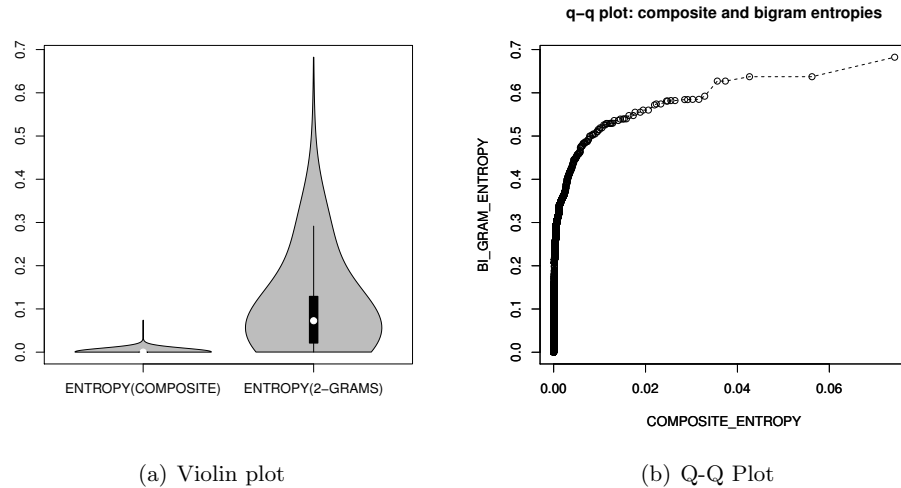 0.0 0.1 0.2 0.3 0.4 0.5 0.6 0.7
ENTROPY(COMPOSITE) ENTROPY(2−GRAMS)
(a) Violin plot
q−q plot: composite and bigram entropies
BI_GRAM_ENTROPY
0.0 0.1 0.2 0.3 0.4 0.5 0.6 0.7
0.00 0.02 0.04 0.06
COMPOSITE_ENTROPY
(b) Q-Q Plot